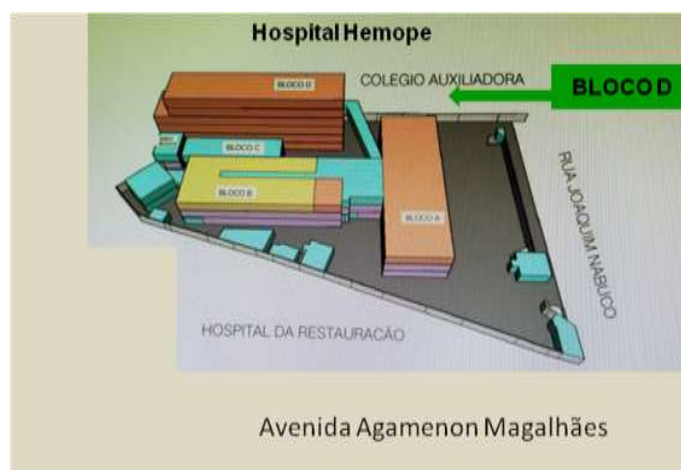 Hospital Hemope
COLEGIO AUXILIADORA
BLOCO D
BLOCO D
BLOCO C
BLOCO B
BLOCO A
RUA JOAQUIM NABUCO
HOSPITAL DA RESTAURACÃO
Avenida Agamenon Magalhães